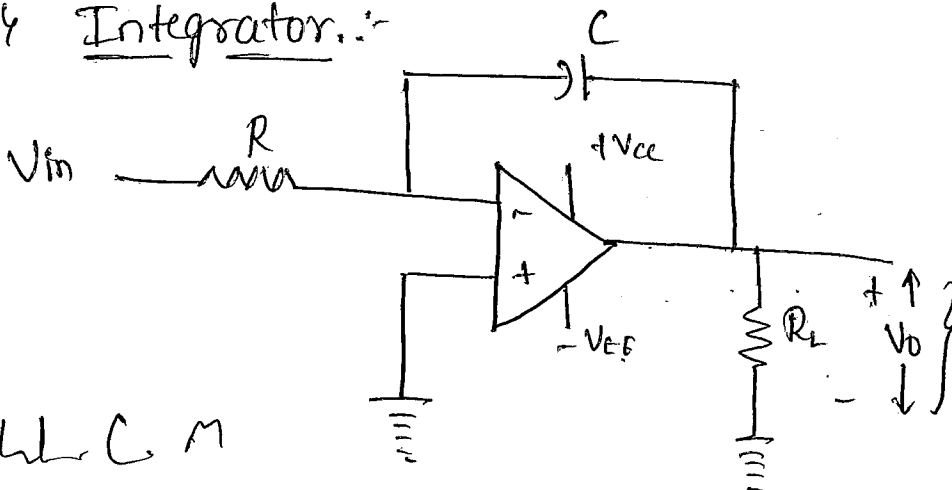 Integrator :-
C
R
+Vcc
Vin
-
+
-VEE
RL
+
Vo
-